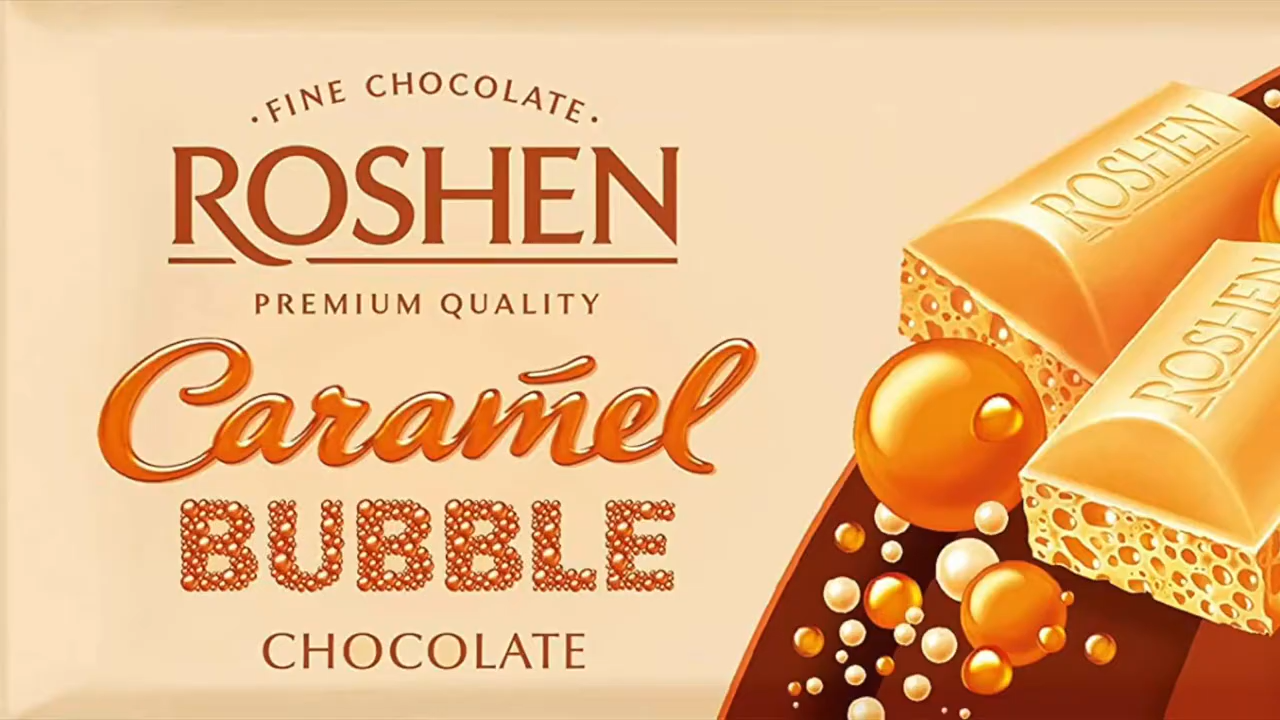 ·FINE CHOCOLATE·
ROSHEN
PREMIUM QUALITY
Caramel
BUBBLE
CHOCOLATE
ROSHEN
ROSHEN